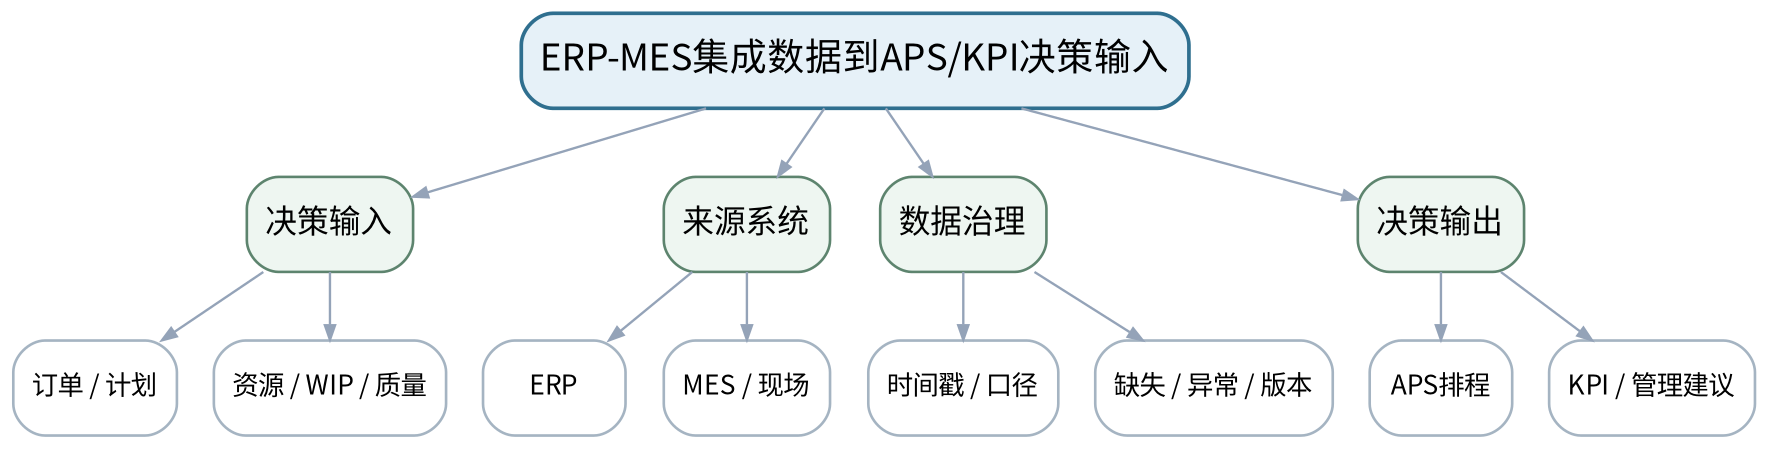 ERP-MES集成数据到APS/KPI决策输入
决策输入
来源系统
数据治理
决策输出
订单 / 计划
资源 / WIP / 质量
ERP
MES / 现场
时间戳 / 口径
缺失 / 异常 / 版本
APS排程
KPI / 管理建议